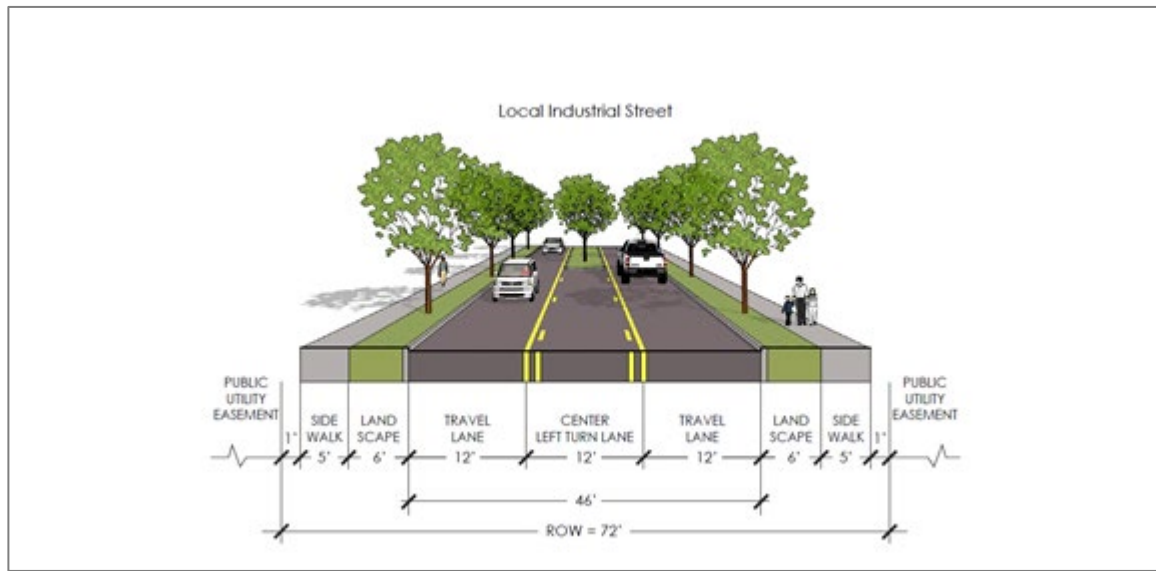 Local Industrial Street
PUBLIC
UTILITY
EASEMENT
1'
SIDE
WALK
5'
LAND
SCAPE
6'
TRAVEL
LANE
12'
CENTER
LEFT TURN LANE
12'
TRAVEL
LANE
12'
LAND
SCAPE
6'
SIDE
WALK
5'
1'
PUBLIC
UTILITY
EASEMENT
46'
ROW = 72'